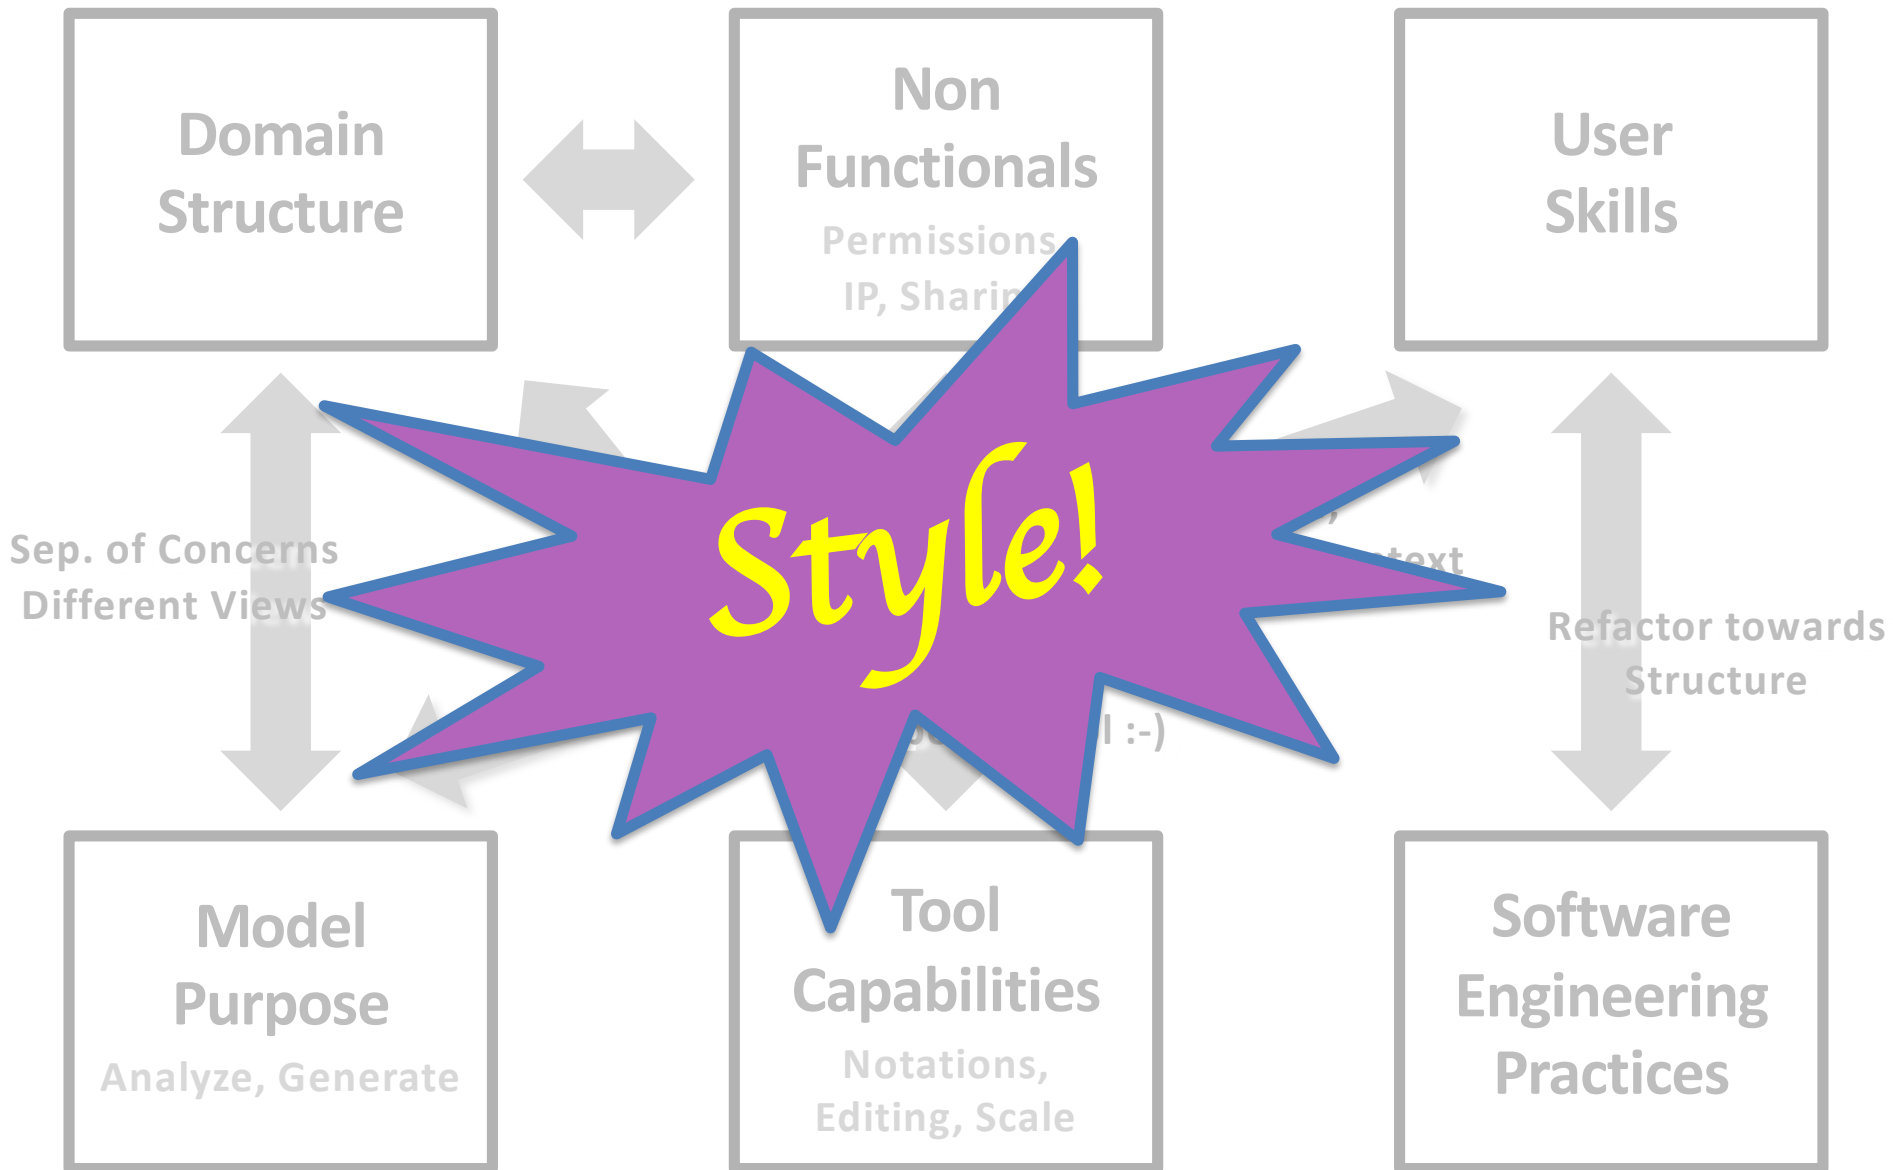 Domain
Structure
Non
Functionals
Permissions
IP, Sharin
User
Skills
Style!
Sep. of Concerns
Different Views
Refactor towards
Structure
:-)
Model
Purpose
Analyze, Generate
Tool
Capabilities
Notations,
Editing, Scale
Software
Engineering
Practices